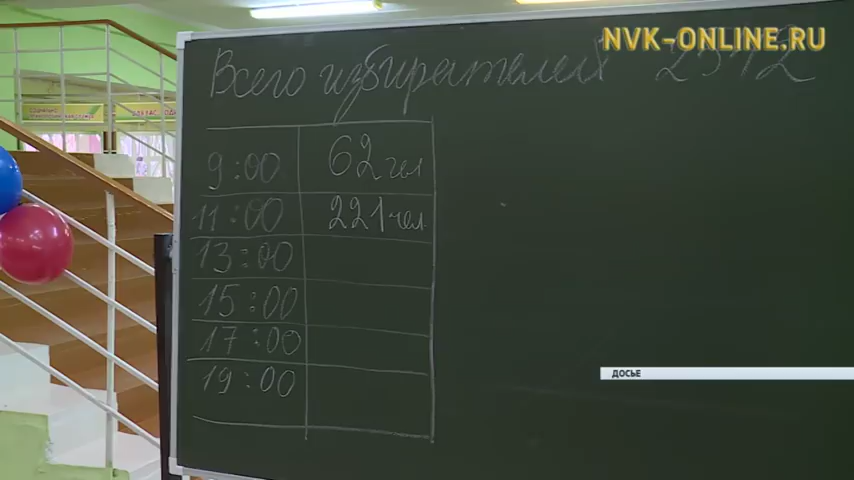 NVK-ONLINE.RU
Всего избирателей
9:00 62 чел
11:00 221 чел
13:00
15:00
17:00
19:00
ДОСЬЕ